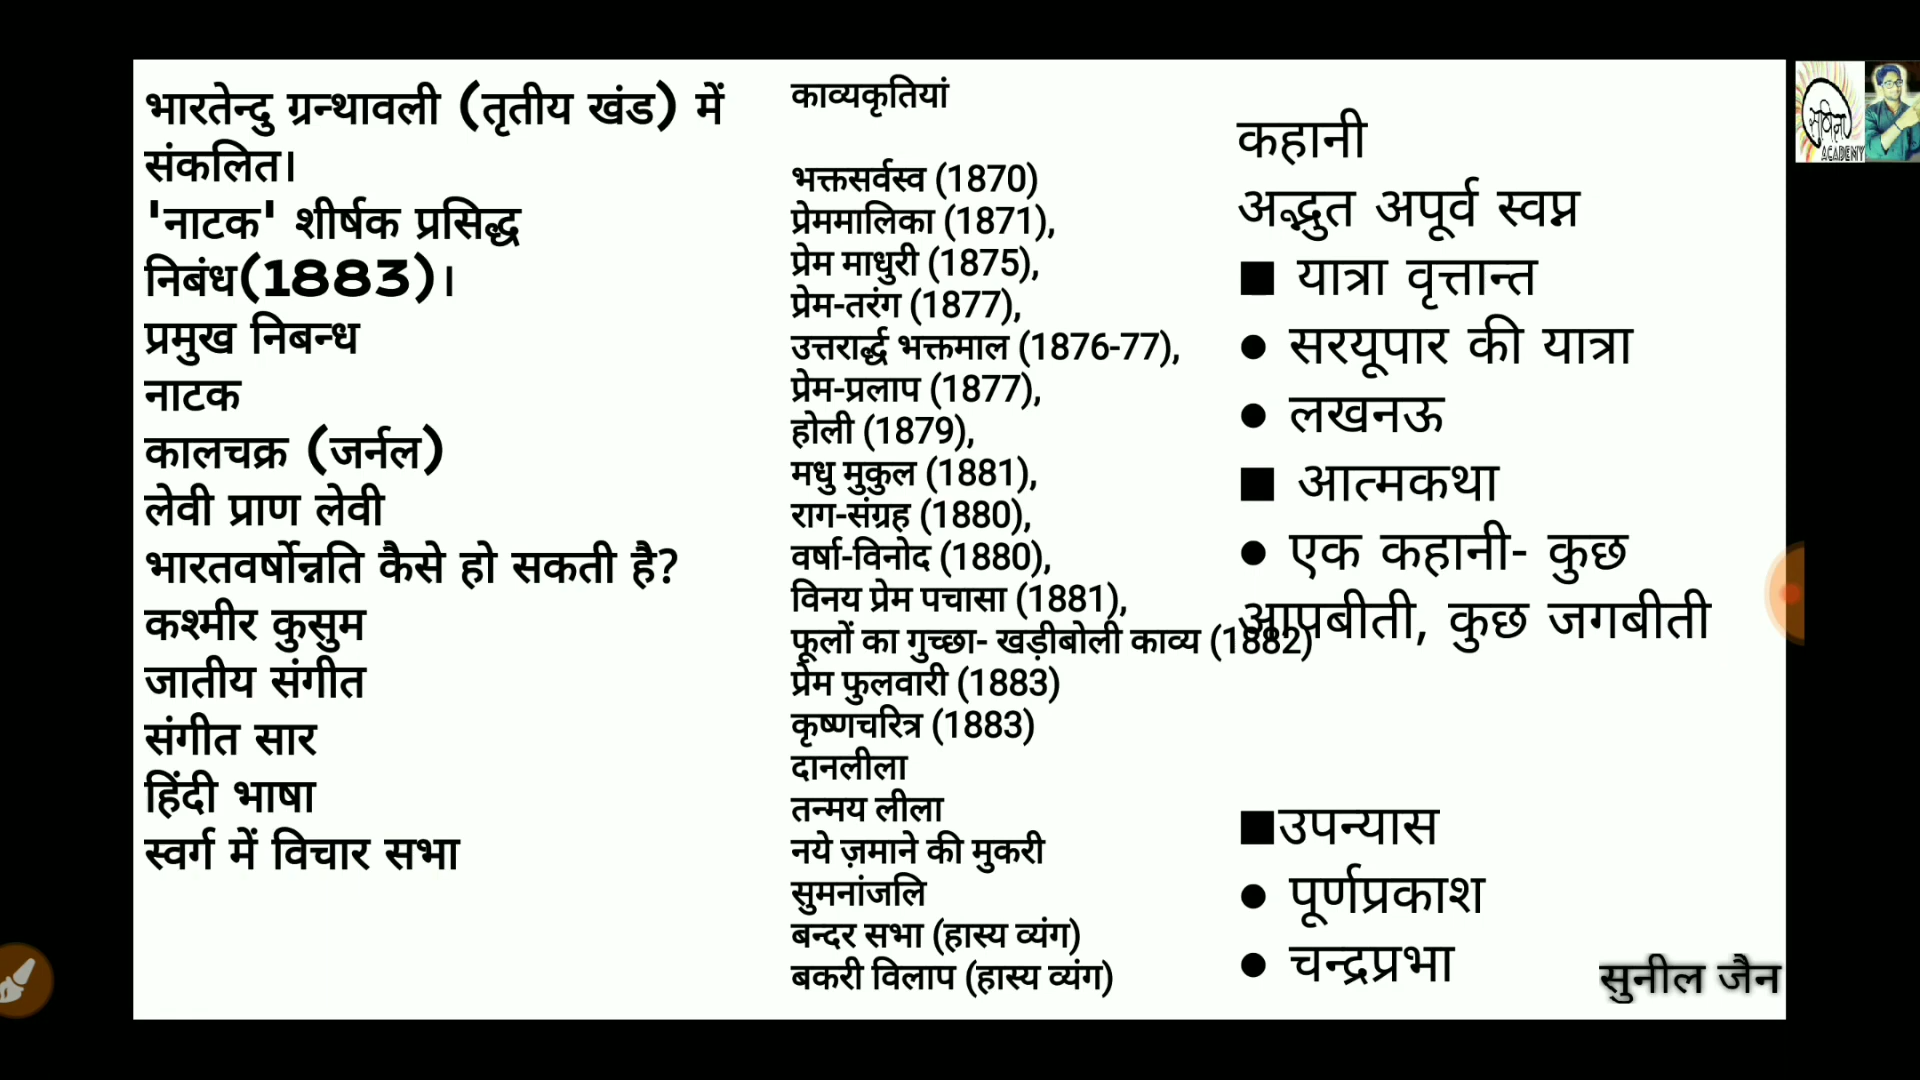 भारतेन्दु ग्रन्थावली (तृतीय खंड) में
संकलित।
'नाटक' शीर्षक प्रसिद्ध
निबंध(1883)।
प्रमुख निबन्ध
नाटक
कालचक्र (जर्नल)
लेवी प्राण लेवी
भारतवर्षोन्नति कैसे हो सकती है?
कश्मीर कुसुम
जातीय संगीत
संगीत सार
हिंदी भाषा
स्वर्ग में विचार सभा
काव्यकृतियां
भक्तसर्वस्व (1870)
प्रेममालिका (1871),
प्रेम माधुरी (1875),
प्रेम-तरंग (1877),
उत्तरार्द्ध भक्तमाल (1876-77),
प्रेम-प्रलाप (1877),
होली (1879),
मधु मुकुल (1881),
राग-संग्रह (1880),
वर्षा-विनोद (1880),
विनय प्रेम पचासा (1881),
फूलों का गुच्छा- खड़ीबोली काव्य (1882)
प्रेम फुलवारी (1883)
कृष्णचरित्र (1883)
दानलीला
तन्मय लीला
नये ज़माने की मुकरी
सुमनांजलि
बन्दर सभा (हास्य व्यंग)
बकरी विलाप (हास्य व्यंग)
कहानी
अद्भुत अपूर्व स्वप्न
■ यात्रा वृत्तान्त
● सरयूपार की यात्रा
● लखनऊ
■ आत्मकथा
● एक कहानी- कुछ
आपबीती, कुछ जगबीती
■उपन्यास
● पूर्णप्रकाश
● चन्द्रप्रभा
सुनील जैन
ACADEMY